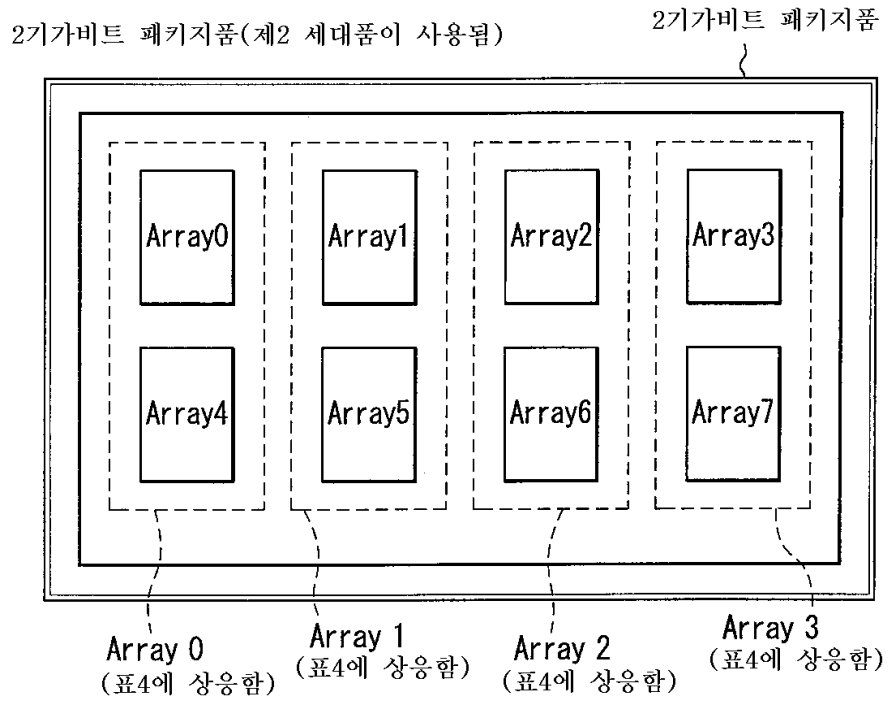 2기가비트 패키지품(제2 세대품이 사용됨)
2기가비트 패키지품
Array0
Array1
Array2
Array3
Array4
Array5
Array6
Array7
Array 0
(표4에 상응함)
Array 1
(표4에 상응함)
Array 2
(표4에 상응함)
Array 3
(표4에 상응함)